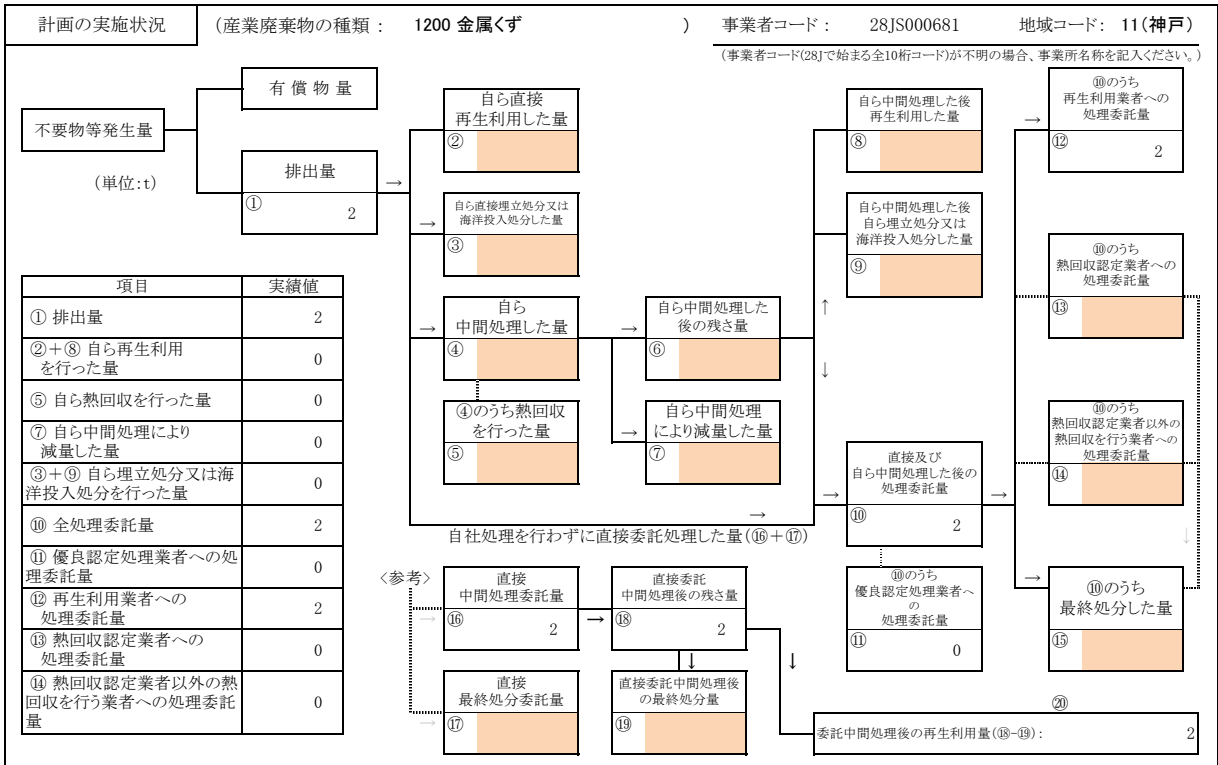 計画の実施状況
(産業廃棄物の種類 : 1200 金属くず )
事業者コード : 28JS000681
地域コード: 11(神戸)
(事業者コード(28Jで始まる全10桁コード)が不明の場合、事業所名称を記入ください。)
不要物等発生量
(単位:t)
有 償 物 量
排出量
→
①
2
自ら直接
再生利用した量
②
→
自ら直接埋立処分又は
海洋投入処分した量
③
→
自ら
中間処理した量
④
④のうち熱回収
を行った量
⑤
→
自ら中間処理した
後の残さ量
⑥
→
自ら中間処理
により減量した量
⑦
自ら中間処理した後
再生利用した量
⑧
自ら中間処理した後
自ら埋立処分又は
海洋投入処分した量
⑨
↑
↓
→
→
自社処理を行わずに直接委託処理した量(⑯+⑰)
直接及び
自ら中間処理した後の
処理委託量
⑩
2
→
⑩のうち
優良認定処理業者へ
の
処理委託量
⑪
0
→
⑩のうち
再生利用業者への
処理委託量
⑫
2
⑩のうち
熱回収認定業者への
処理委託量
⑬
⑩のうち
熱回収認定業者以外の
熱回収を行う業者への
処理委託量
⑭
↓
→
⑩のうち
最終処分した量
⑮
項目 実績値
① 排出量 2
②+⑧ 自ら再生利用
を行った量 0
⑤ 自ら熱回収を行った量 0
⑦ 自ら中間処理により
減量した量 0
③+⑨ 自ら埋立処分又は海
洋投入処分を行った量 0
⑩ 全処理委託量 2
⑪ 優良認定処理業者への処
理委託量 0
⑫ 再生利用業者への
処理委託量 2
⑬ 熱回収認定業者への
処理委託量 0
⑭ 熱回収認定業者以外の熱
回収を行う業者への処理委託
量 0
〈参考〉
→
直接
中間処理委託量
⑯
2
→
直接委託
中間処理後の残さ量
⑱
2
→
直接
最終処分委託量
⑰
↓
直接委託中間処理後
の最終処分量
⑲
↓
⑳
委託中間処理後の再生利用量(⑱-⑲) : 2